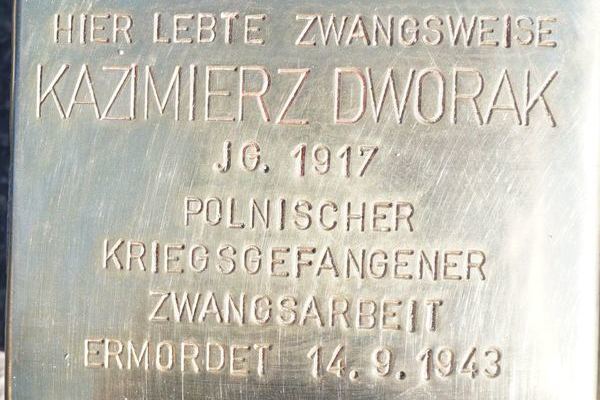 HIER LEBTE ZWANGSWEISE
KAZIMIERZ DWORAK
JG. 1917
POLNISCHER
KRIEGSGEFANGENER
ZWANGSARBEIT
ERMORDET 14.9.1943